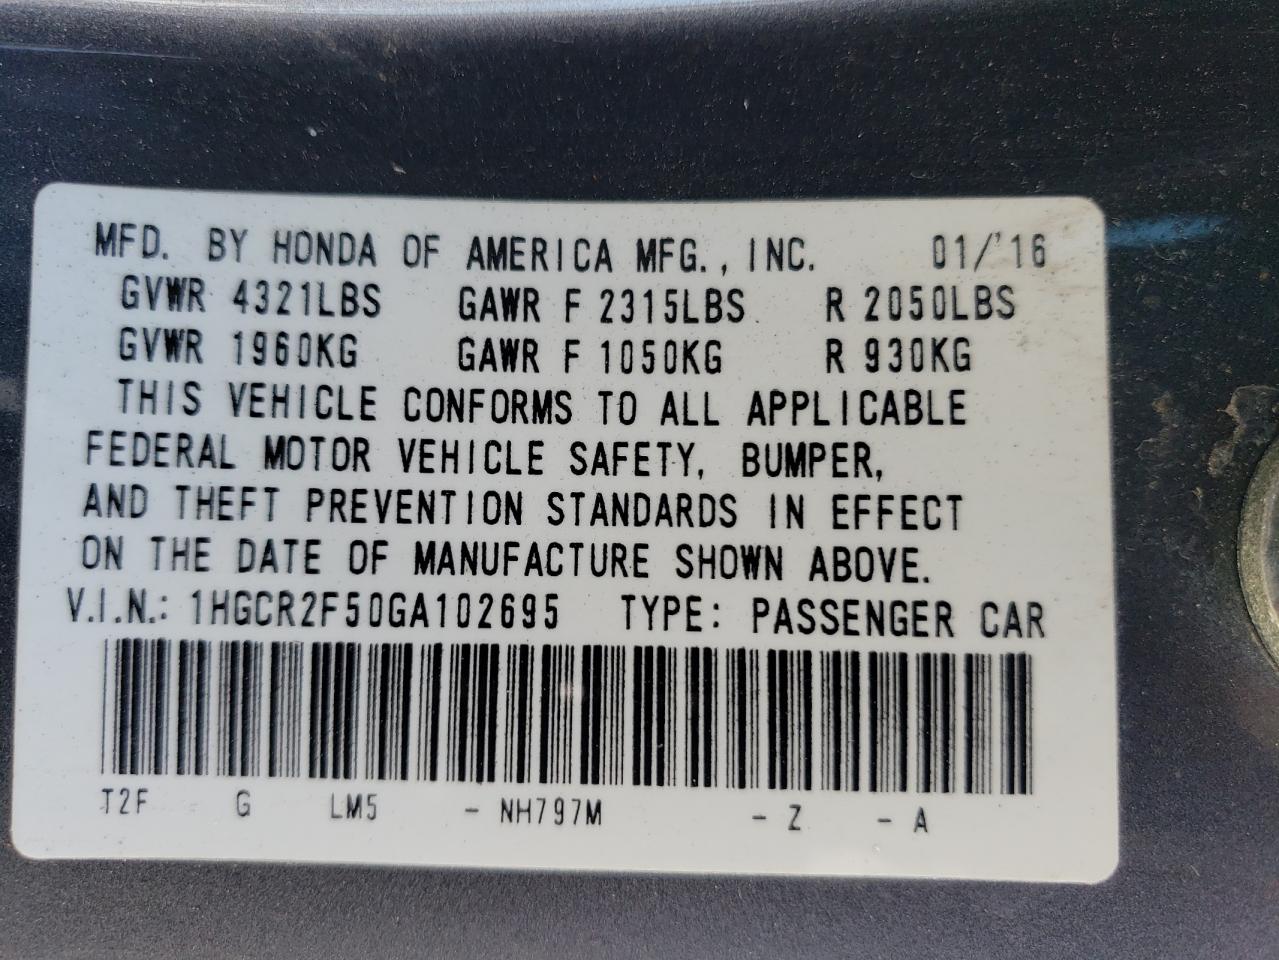 MFD. BY HONDA OF AMERICA MFG., INC. 01/'16
GVWR 4321LBS GAWR F 2315LBS R 2050LBS
GVWR 1960KG GAWR F 1050KG R 930KG
THIS VEHICLE CONFORMS TO ALL APPLICABLE
FEDERAL MOTOR VEHICLE SAFETY, BUMPER,
AND THEFT PREVENTION STANDARDS IN EFFECT
ON THE DATE OF MANUFACTURE SHOWN ABOVE.
V.I.N.: 1HGCR2F50GA102695 TYPE: PASSENGER CAR
T2F G LM5 - NH797M - Z - A